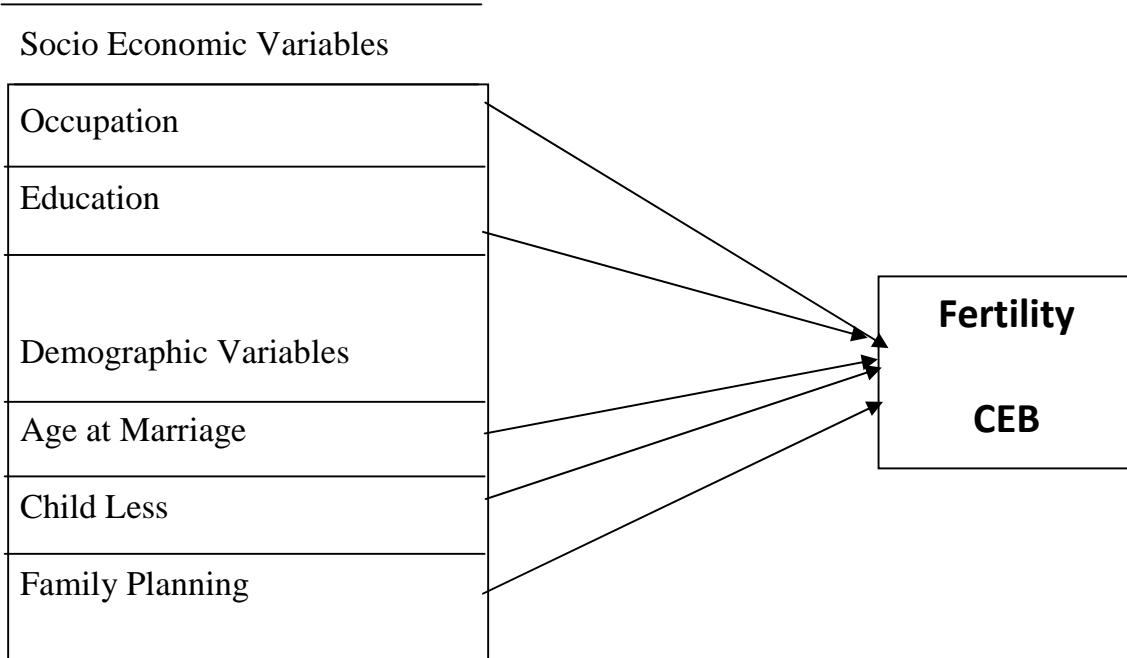 Socio Economic Variables
Occupation
Education
Demographic Variables
Age at Marriage
Child Less
Family Planning
Fertility
CEB